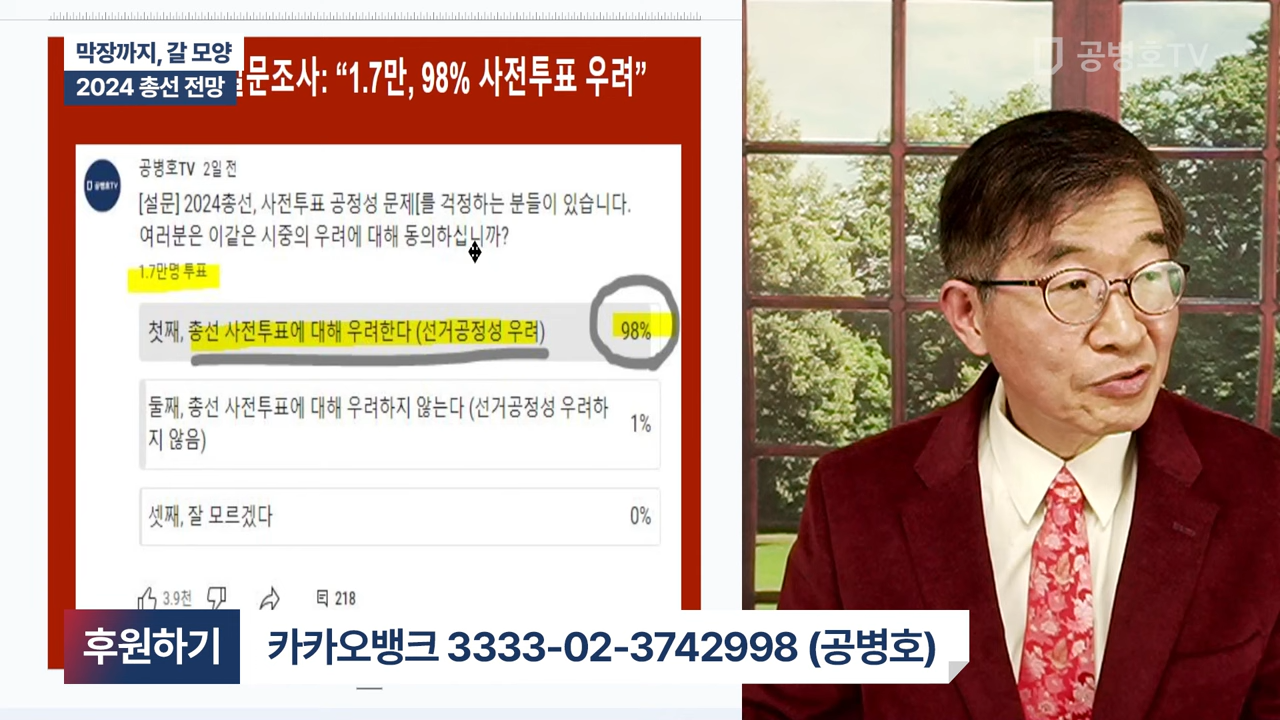 막장까지, 갈 모양
2024 총선 전망
설문조사: “1.7만, 98% 사전투표 우려”
공병호TV
공병호TV
공병호TV 2일 전
[설문] 2024총선, 사전투표 공정성 문제[를 걱정하는 분들이 있습니다.
여러분은 이같은 시중의 우려에 대해 동의하십니까?
1.7만명 투표
첫째, 총선 사전투표에 대해 우려한다 (선거공정성 우려) 98%
둘째, 총선 사전투표에 대해 우려하지 않는다 (선거공정성 우려하
지 않음) 1%
셋째, 잘 모르겠다 0%
3.9천 218
후원하기 카카오뱅크 3333-02-3742998 (공병호)